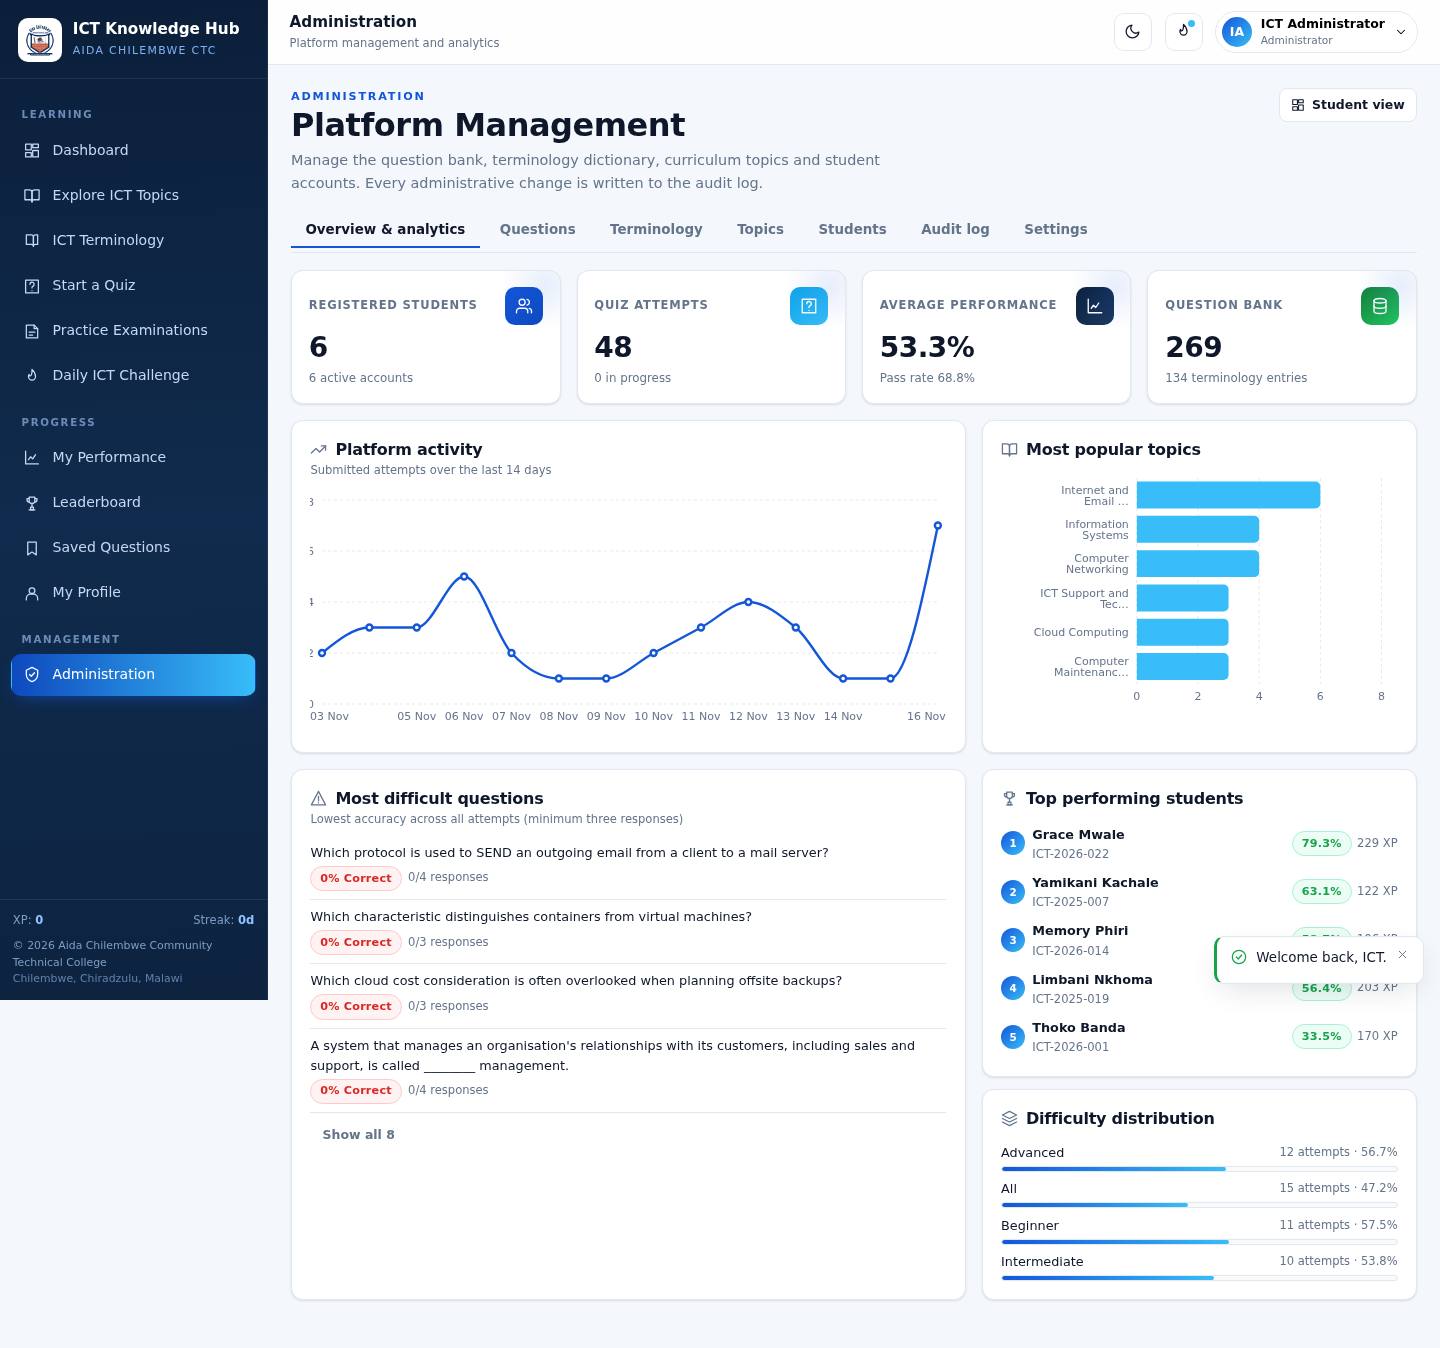 ICT Knowledge Hub
AIDA CHILEMBWE CTC
LEARNING
Dashboard
Explore ICT Topics
ICT Terminology
Start a Quiz
Practice Examinations
Daily ICT Challenge
PROGRESS
My Performance
Leaderboard
Saved Questions
My Profile
MANAGEMENT
Administration
XP: 0
Streak: 0d
© 2026 Aida Chilembwe Community
Technical College
Chilembwe, Chiradzulu, Malawi
Administration
Platform management and analytics
IA
ICT Administrator
Administrator
ADMINISTRATION
Platform Management
Manage the question bank, terminology dictionary, curriculum topics and student
accounts. Every administrative change is written to the audit log.
Student view
Overview & analytics
Questions
Terminology
Topics
Students
Audit log
Settings
REGISTERED STUDENTS
6
6 active accounts
QUIZ ATTEMPTS
48
0 in progress
AVERAGE PERFORMANCE
53.3%
Pass rate 68.8%
QUESTION BANK
269
134 terminology entries
Platform activity
Submitted attempts over the last 14 days
8
6
4
2
0
03 Nov
05 Nov
06 Nov
07 Nov
08 Nov
09 Nov
10 Nov
11 Nov
12 Nov
13 Nov
14 Nov
16 Nov
Most popular topics
Internet and
Email ...
Information
Systems
Computer
Networking
ICT Support and
Tec...
Cloud Computing
Computer
Maintenanc...
0
2
4
6
8
Most difficult questions
Lowest accuracy across all attempts (minimum three responses)
Which protocol is used to SEND an outgoing email from a client to a mail server?
0% Correct 0/4 responses
Which characteristic distinguishes containers from virtual machines?
0% Correct 0/3 responses
Which cloud cost consideration is often overlooked when planning offsite backups?
0% Correct 0/3 responses
A system that manages an organisation's relationships with its customers, including sales and
support, is called ________ management.
0% Correct 0/4 responses
Show all 8
Top performing students
1
Grace Mwale
ICT-2026-022
79.3% 229 XP
2
Yamikani Kachale
ICT-2025-007
63.1% 122 XP
3
Memory Phiri
ICT-2026-014
Welcome back, ICT.
4
Limbani Nkhoma
ICT-2025-019
56.4% 203 XP
5
Thoko Banda
ICT-2026-001
33.5% 170 XP
Difficulty distribution
Advanced
12 attempts · 56.7%
All
15 attempts · 47.2%
Beginner
11 attempts · 57.5%
Intermediate
10 attempts · 53.8%